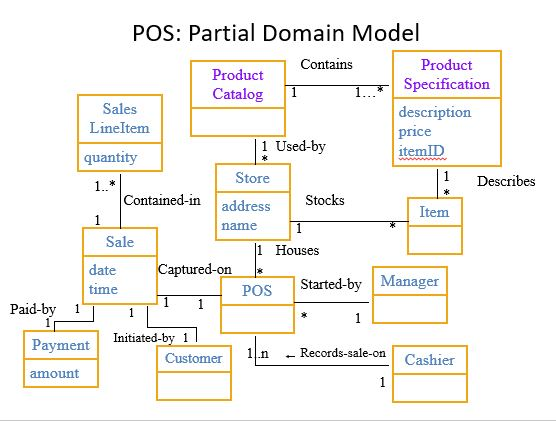 POS: Partial Domain Model
Product
Catalog
Contains
1
1…*
Product
Specification
description
price
itemID
Sales
LineItem
quantity
1 Used-by
*
1
*
Describes
Store
address
name
Stocks
1
*
Item
1..*
Contained-in
1
Sale
date
time
1 Houses
*
Captured-on
1
1
POS
Started-by
*
1
Manager
Paid-by
1
1
Payment
amount
1
Initiated-by 1
Customer
1..n
← Records-sale-on
1
Cashier